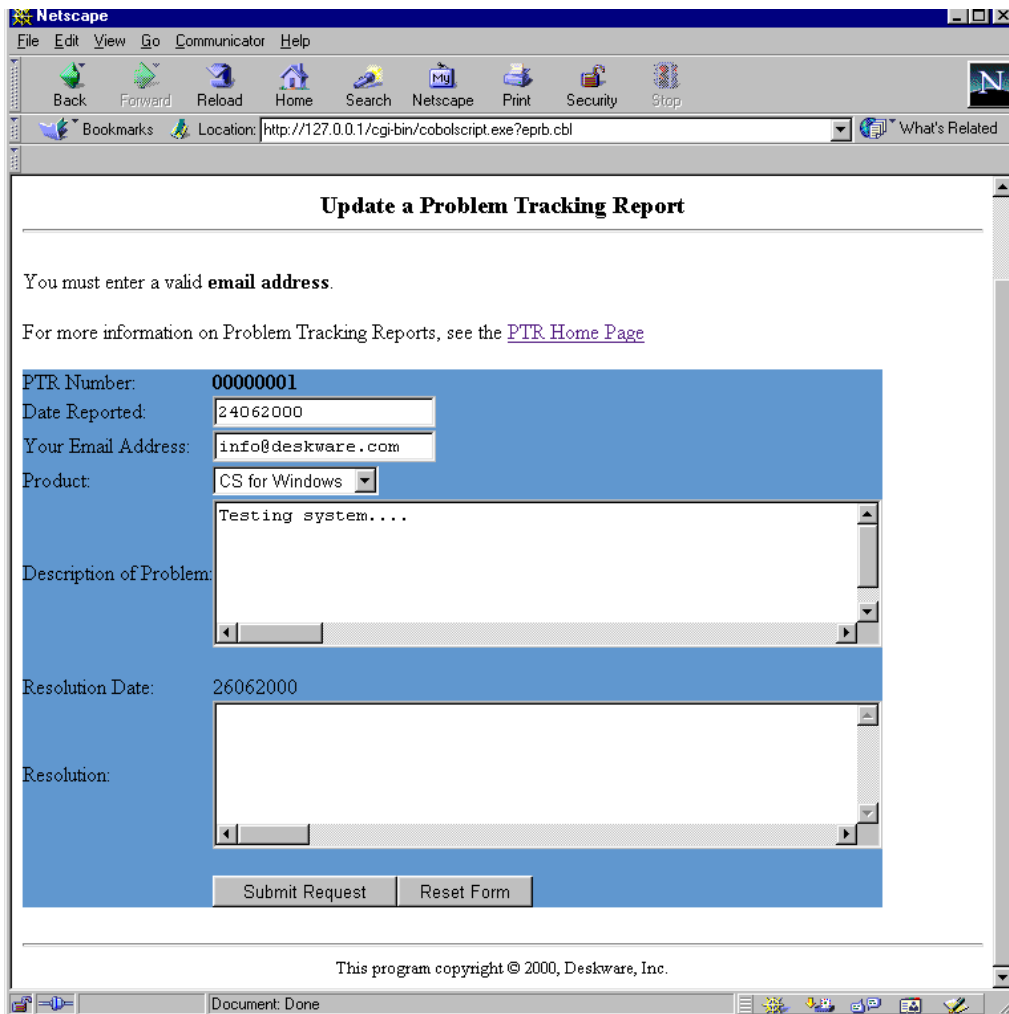 Netscape
File Edit View Go Communicator Help
My
N
Back Forward Reload Home Search Netscape Print Security Stop
Bookmarks Location: http://127.0.0.1/cgi-bin/cobolscript.exe?eprb.cbl What's Related
Update a Problem Tracking Report
You must enter a valid email address.
For more information on Problem Tracking Reports, see the PTR Home Page
PTR Number: 00000001
Date Reported: 24062000
Your Email Address: info@deskware.com
Product: CS for Windows
Testing system....
Description of Problem:
Resolution Date: 26062000
Resolution:
Submit Request Reset Form
This program copyright © 2000, Deskware, Inc.
Document: Done